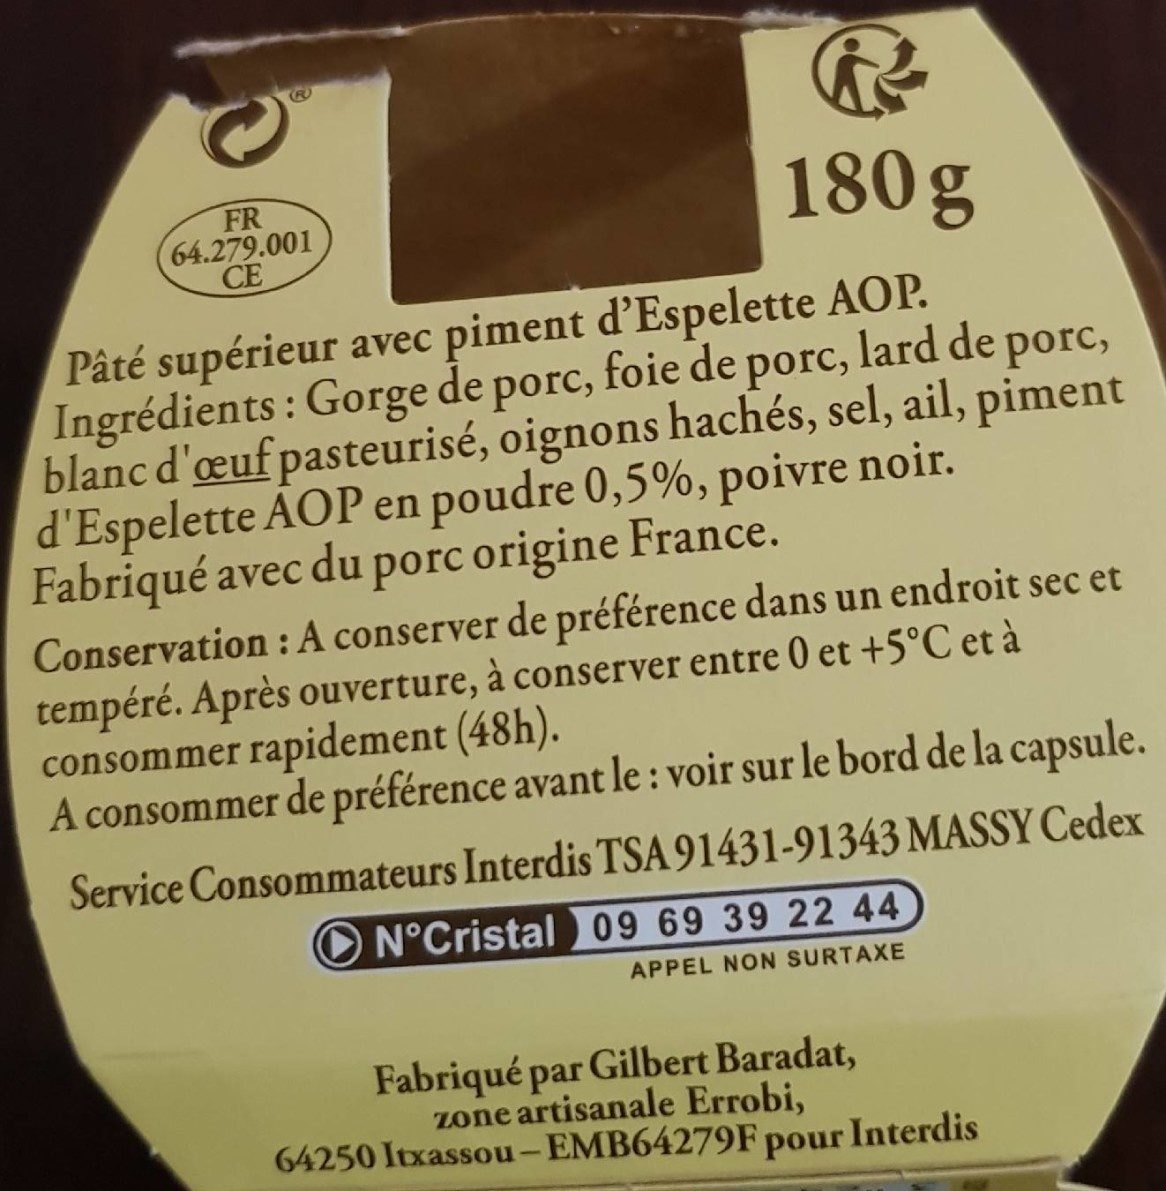 ®
180 g
FR
64.279.001
CE
Pâté supérieur avec piment d'Espelette AOP.
Ingrédients : Gorge de porc, foie de porc, lard de porc,
blanc d'œuf pasteurisé, oignons hachés, sel, ail, piment
d'Espelette AOP en poudre 0,5%, poivre noir.
Fabriqué avec du porc origine France.
Conservation : A conserver de préférence dans un endroit sec et
tempéré. Après ouverture, à conserver entre 0 et +5°C et à
consommer rapidement (48h).
A consommer de préférence avant le : voir sur le bord de la capsule.
Service Consommateurs Interdis TSA 91431-91343 MASSY Cedex
N°Cristal 09 69 39 22 44
APPEL NON SURTAXE
Fabriqué par Gilbert Baradat,
zone artisanale Errobi,
64250 Itxassou – EMB64279F pour Interdis